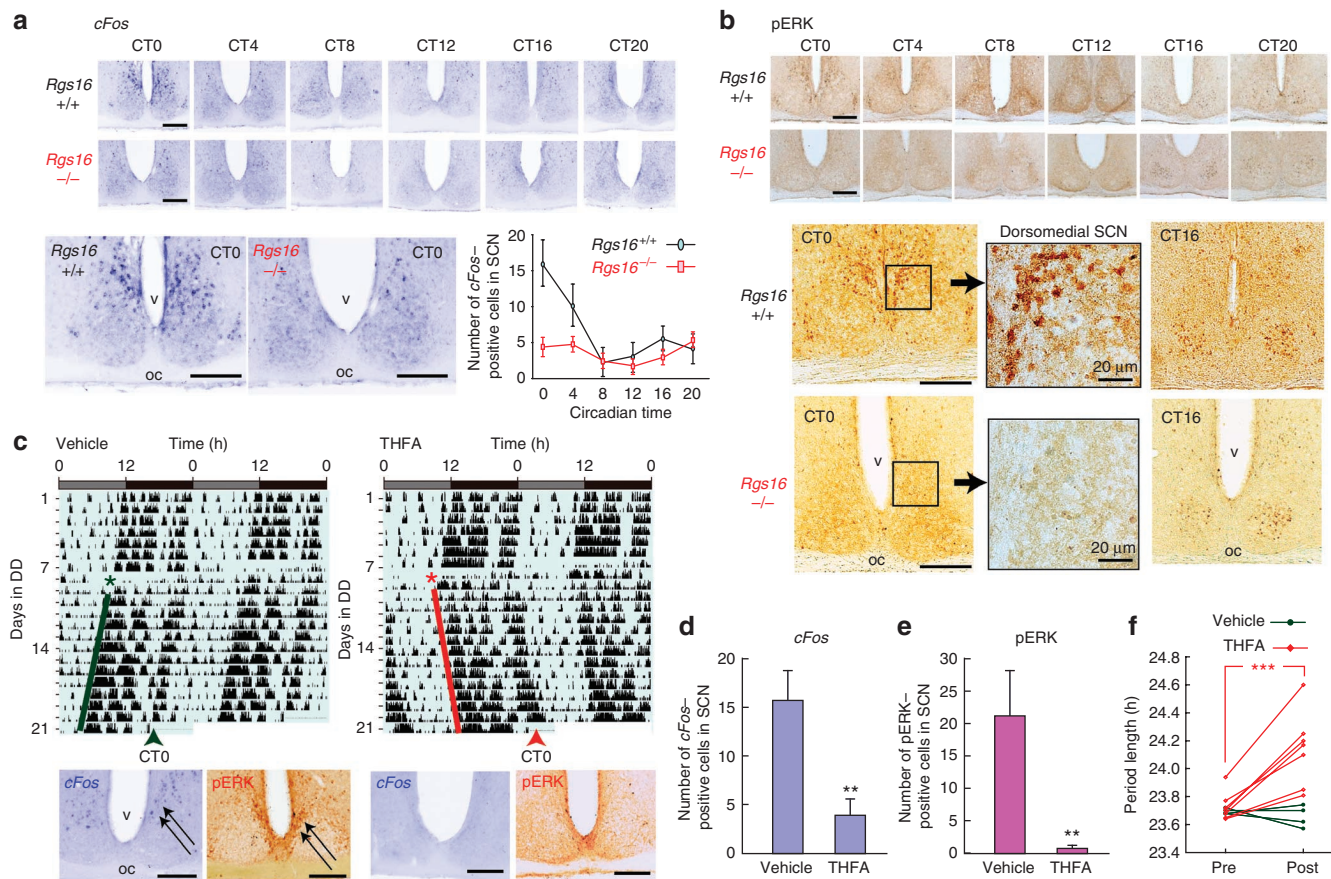 a
cFos
CT0 CT4 CT8 CT12 CT16 CT20
Rgs16
+/+
Rgs16
–/–
Rgs16
+/+
CT0
v
oc
Rgs16
–/–
CT0
v
oc
Number of cFos–
positive cells in SCN
20
15
10
5
0
Rgs16+/+
Rgs16–/–
0 4 8 12 16 20
Circadian time
b
pERK
CT0 CT4 CT8 CT12 CT16 CT20
Rgs16
+/+
Rgs16
–/–
CT0
Dorsomedial SCN
CT16
Rgs16
+/+
20 μm
CT0
CT16
v
v
Rgs16
–/–
oc
20 μm
oc
c
Vehicle Time (h)
0 12 0 12 0
Days in DD
1
7
14
21
*
CT0
THFA Time (h)
0 12 0 12 0
Days in DD
1
7
14
21
*
CT0
cFos
v
oc
pERK
cFos
pERK
d
cFos
Number of cFos–
positive cells in SCN
20
15
10
5
0
**
Vehicle THFA
e
pERK
Number of pERK–
positive cells in SCN
30
25
20
15
10
5
0
**
Vehicle THFA
f
Vehicle
THFA
***
Period length (h)
24.8
24.6
24.4
24.2
24.0
23.8
23.6
23.4
Pre Post